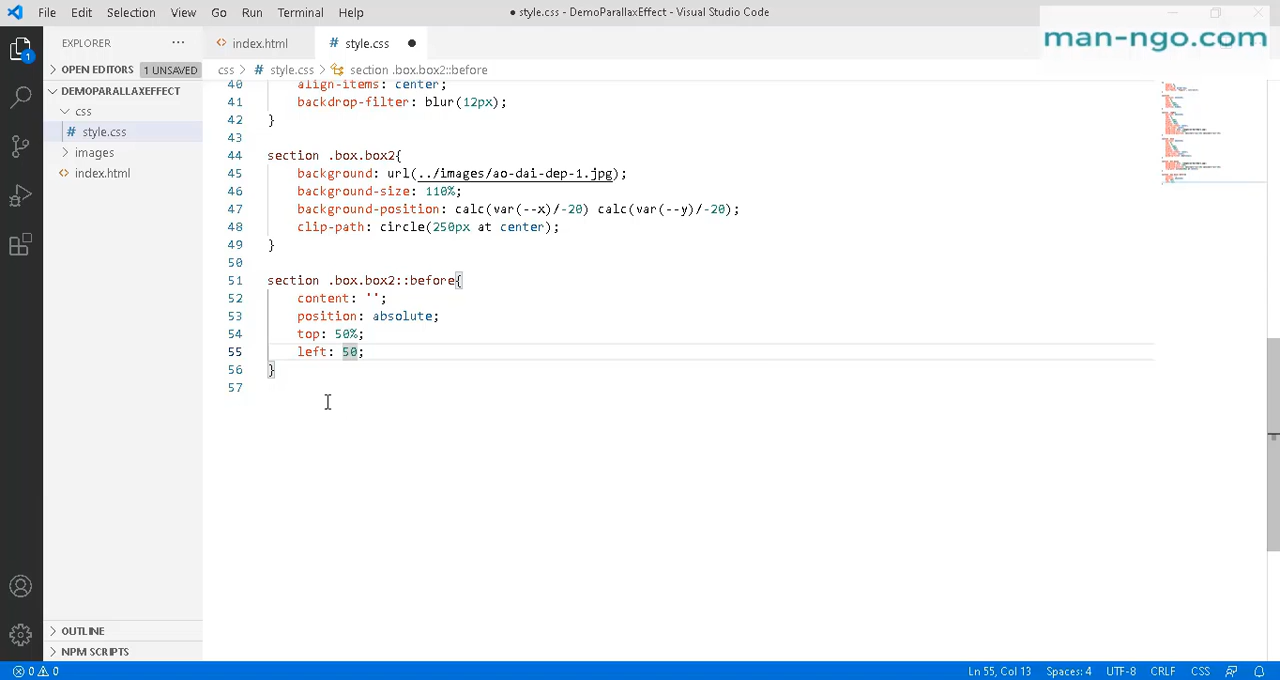 File Edit Selection View Go Run Terminal Help
● style.css - DemoParallaxEffect - Visual Studio Code
man-ngo.com
EXPLORER ···
index.html
# style.css ●
OPEN EDITORS 1 UNSAVED
css > # style.css > section .box.box2::before
DEMOPARALLAXEFFECT
css
# style.css
images
index.html
40 align-items: center;
41 backdrop-filter: blur(12px);
42 }
43
44 section .box.box2{
45 background: url(../images/ao-dai-dep-1.jpg);
46 background-size: 110%;
47 background-position: calc(var(--x)/-20) calc(var(--y)/-20);
48 clip-path: circle(250px at center);
49 }
50
51 section .box.box2::before{
52 content: '';
53 position: absolute;
54 top: 50%;
55 left: 50;
56 }
57
1
OUTLINE
NPM SCRIPTS
0 0
Ln 55, Col 13 Spaces: 4 UTF-8 CRLF CSS